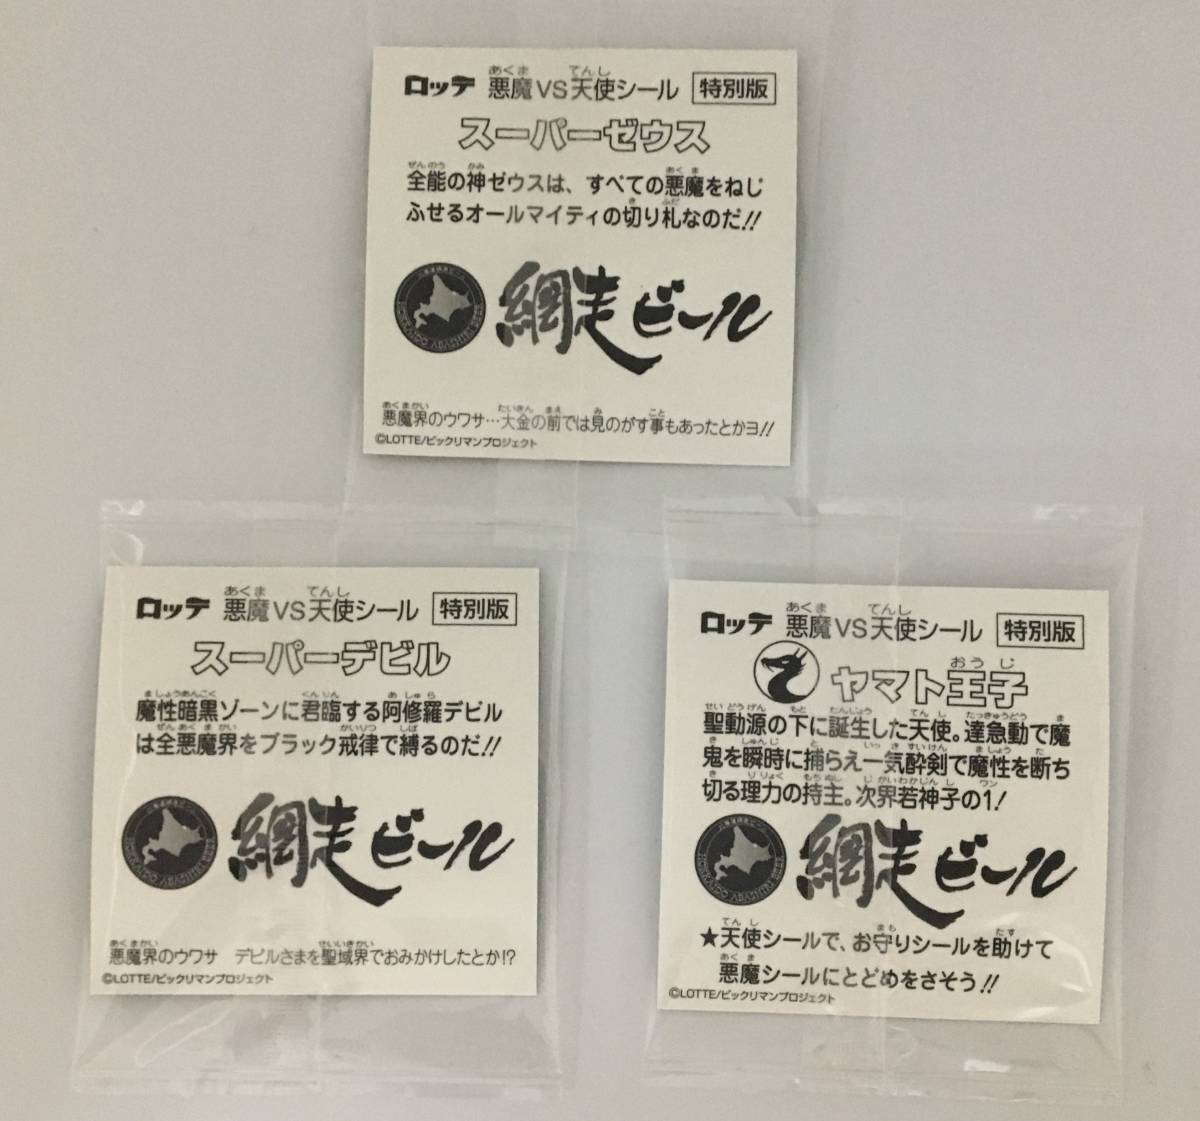 ロッテ 悪魔VS天使シール 特別版
スーパーゼウス
全能の神ゼウスは、すべての悪魔をねじ
ふせるオールマイティの切り札なのだ!!
網走ビール
悪魔界のウワサ…大金の前では見のがす事もあったとかヨ!!
©LOTTE/ビックリマンプロジェクト
ロッテ 悪魔VS天使シール 特別版
スーパーデビル
魔性暗黒ゾーンに君臨する阿修羅デビル
は全悪魔界をブラック戒律で縛るのだ!!
網走ビール
悪魔界のウワサ デビルさまを聖域界でおみかけしたとか!?
©LOTTE/ビックリマンプロジェクト
ロッテ 悪魔VS天使シール 特別版
ヤマト王子
聖動源の下に誕生した天使。達急動で魔
鬼を瞬時に捕らえ一気酔剣で魔性を断ち
切る理力の持主。次界若神子の1!
網走ビール
★天使シールで、お守りシールを助けて
悪魔シールにとどめをさそう!!
©LOTTE/ビックリマンプロジェクト